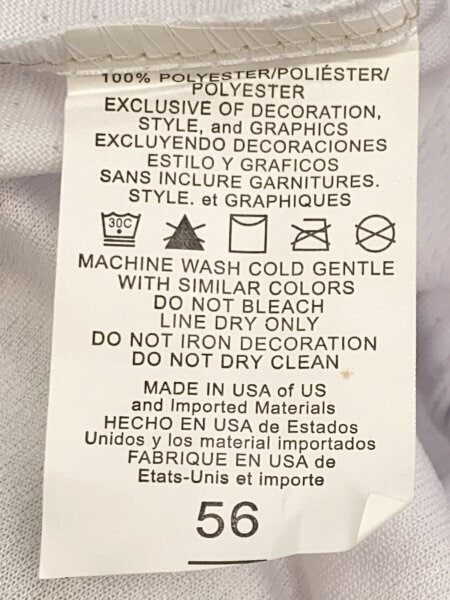 100% POLYESTER/POLIÉSTER/
POLYESTER
EXCLUSIVE OF DECORATION,
STYLE, and GRAPHICS
EXCLUYENDO DECORACIONES
ESTILO Y GRAFICOS
SANS INCLURE GARNITURES.
STYLE. et GRAPHIQUES
30C
MACHINE WASH COLD GENTLE
WITH SIMILAR COLORS
DO NOT BLEACH
LINE DRY ONLY
DO NOT IRON DECORATION
DO NOT DRY CLEAN
MADE IN USA of US
and Imported Materials
HECHO EN USA de Estados
Unidos y los material importados
FABRIQUE EN USA de
Etats-Unis et importe
56